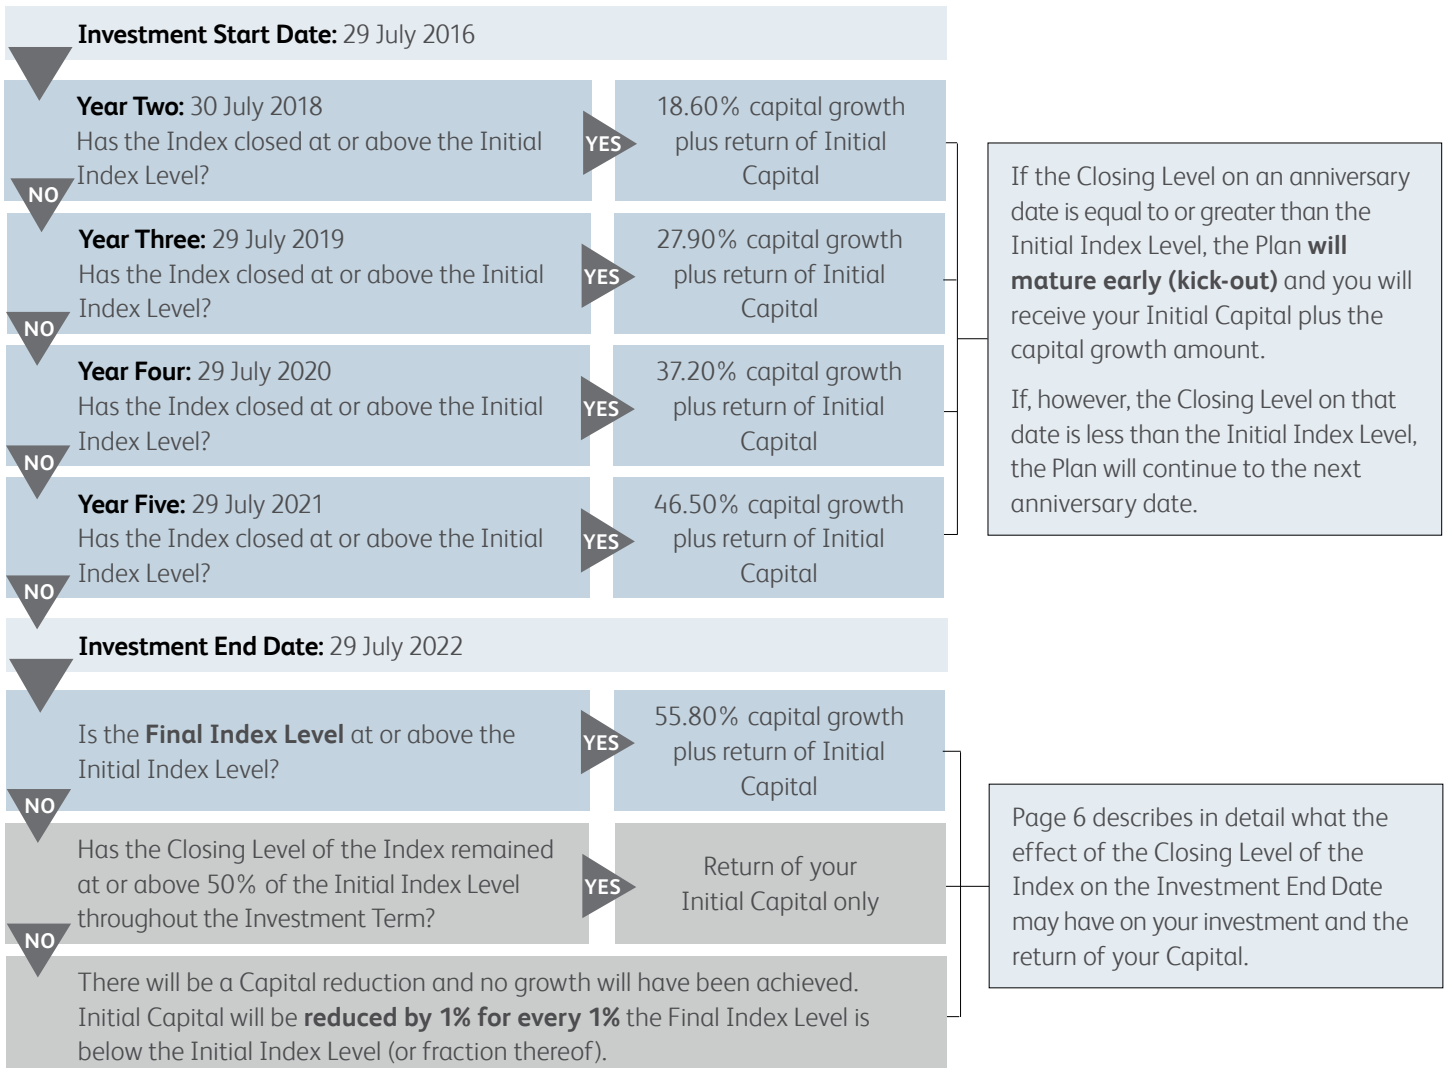 Investment Start Date: 29 July 2016
Year Two: 30 July 2018
Has the Index closed at or above the Initial
Index Level?
YES
18.60% capital growth
plus return of Initial
Capital
NO
Year Three: 29 July 2019
Has the Index closed at or above the Initial
Index Level?
YES
27.90% capital growth
plus return of Initial
Capital
NO
Year Four: 29 July 2020
Has the Index closed at or above the Initial
Index Level?
YES
37.20% capital growth
plus return of Initial
Capital
NO
Year Five: 29 July 2021
Has the Index closed at or above the Initial
Index Level?
YES
46.50% capital growth
plus return of Initial
Capital
NO
If the Closing Level on an anniversary
date is equal to or greater than the
Initial Index Level, the Plan will
mature early (kick-out) and you will
receive your Initial Capital plus the
capital growth amount.
If, however, the Closing Level on that
date is less than the Initial Index Level,
the Plan will continue to the next
anniversary date.
Investment End Date: 29 July 2022
Is the Final Index Level at or above the
Initial Index Level?
YES
55.80% capital growth
plus return of Initial
Capital
NO
Has the Closing Level of the Index remained
at or above 50% of the Initial Index Level
throughout the Investment Term?
YES
Return of your
Initial Capital only
NO
There will be a Capital reduction and no growth will have been achieved.
Initial Capital will be reduced by 1% for every 1% the Final Index Level is
below the Initial Index Level (or fraction thereof).
Page 6 describes in detail what the
effect of the Closing Level of the
Index on the Investment End Date
may have on your investment and the
return of your Capital.